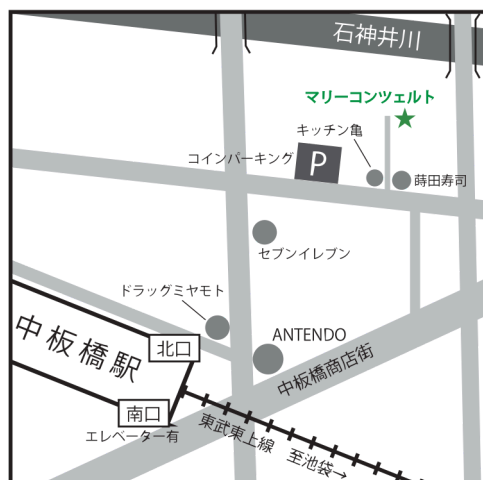 石神井川
マリーコンツェルト
キッチン亀
コインパーキング
P
蒔田寿司
セブンイレブン
ドラッグミヤモト
ANTENDO
中板橋駅
北口
中板橋商店街
南口
エレベーター有
東武東上線 至池袋→